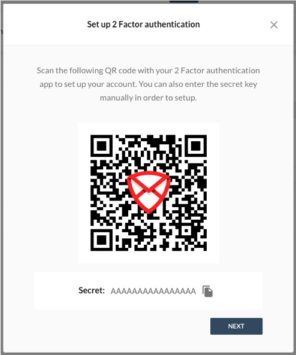 Set up 2 Factor authentication
Scan the following QR code with your 2 Factor authentication
app to set up your account. You can also enter the secret key
manually in order to setup.
Secret: AAAAAAAAAAAAAAAA
NEXT